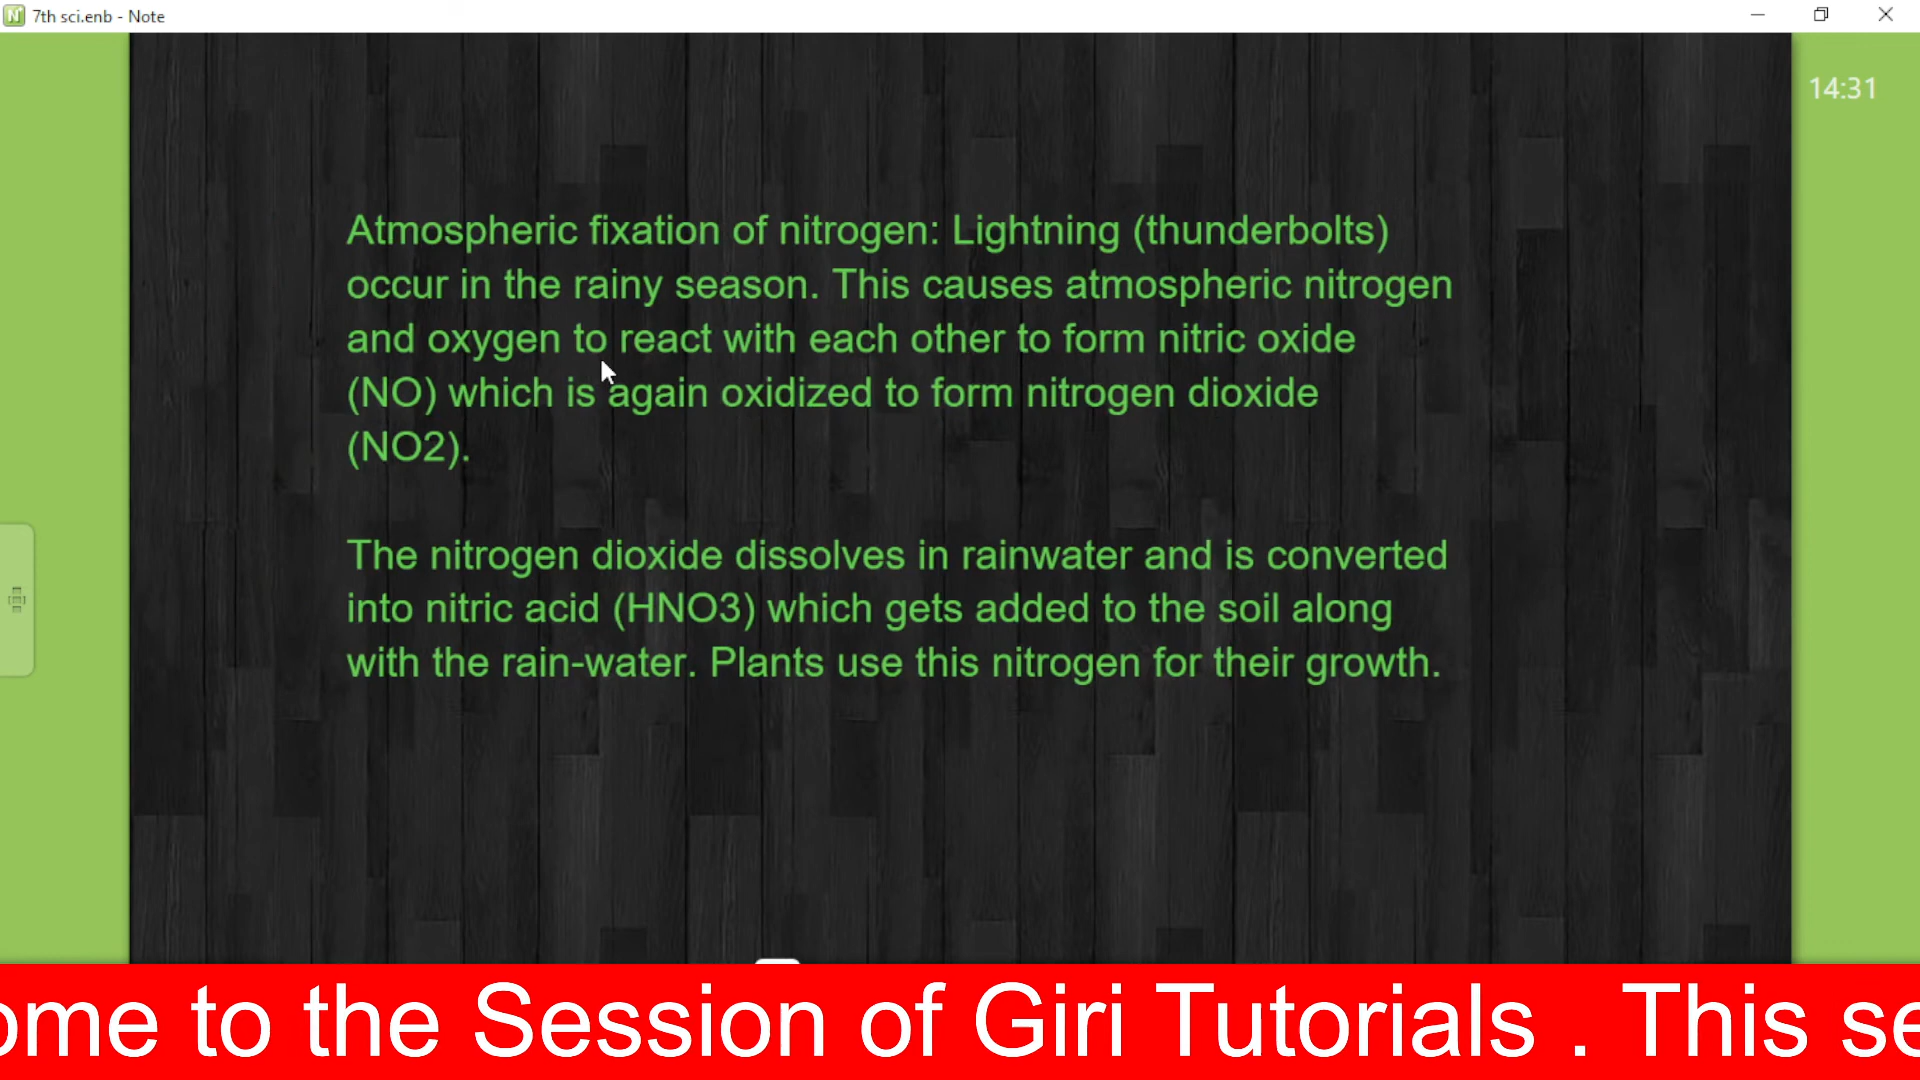 7th sci.enb - Note
14:31
Atmospheric fixation of nitrogen: Lightning (thunderbolts)
occur in the rainy season. This causes atmospheric nitrogen
and oxygen to react with each other to form nitric oxide
(NO) which is again oxidized to form nitrogen dioxide
(NO2).
The nitrogen dioxide dissolves in rainwater and is converted
into nitric acid (HNO3) which gets added to the soil along
with the rain-water. Plants use this nitrogen for their growth.
ome to the Session of Giri Tutorials . This se